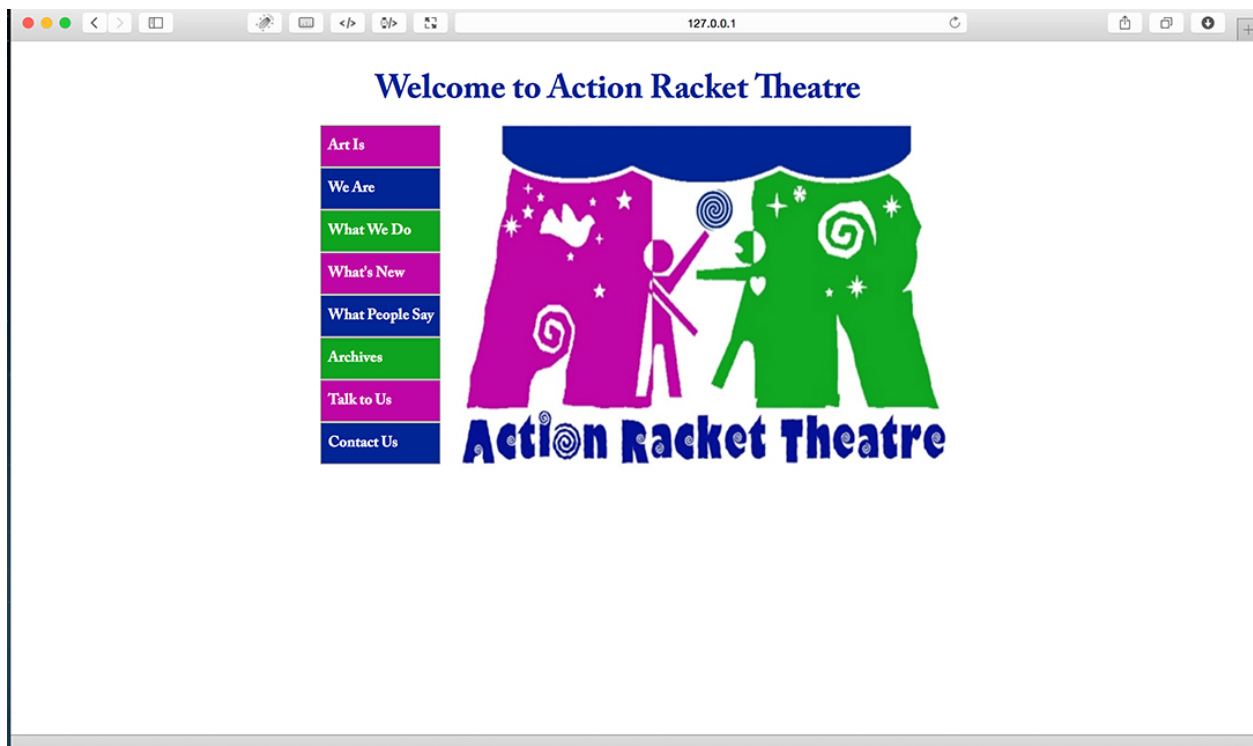 127.0.0.1
Welcome to Action Racket Theatre
Art Is
We Are
What We Do
What's New
What People Say
Archives
Talk to Us
Contact Us
Action Racket Theatre